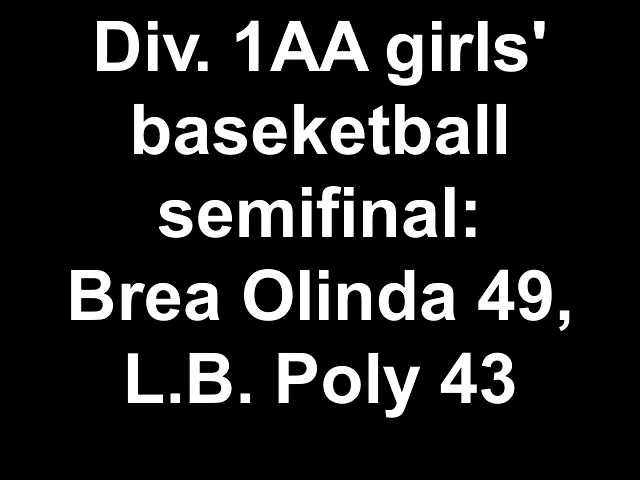 Div. 1AA girls'
baseketball
semifinal:
Brea Olinda 49,
L.B. Poly 43